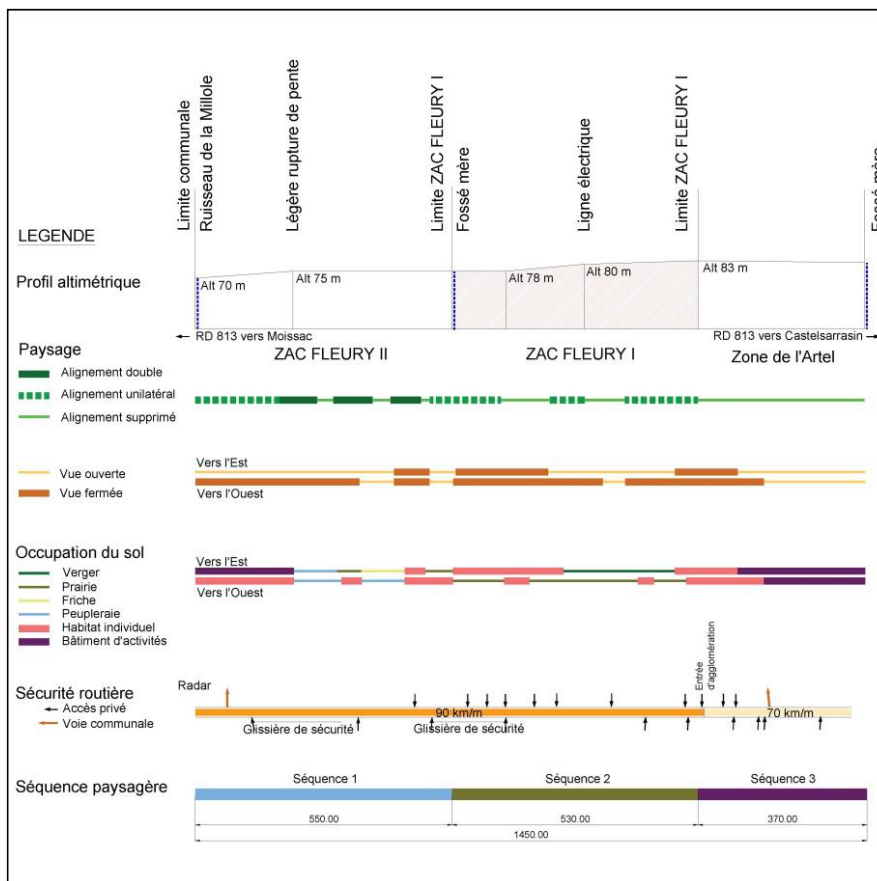 Limite communale
Ruisseau de la Millole
Légère rupture de pente
Limite ZAC FLEURY I
Fossé mère
Ligne électrique
Limite ZAC FLEURY I
Fossé mère
LEGENDE
Profil altimétrique
Alt 70 m
Alt 75 m
Alt 78 m
Alt 80 m
Alt 83 m
RD 813 vers Moissac
RD 813 vers Castelsarrasin
ZAC FLEURY II
ZAC FLEURY I
Zone de l'Artel
Paysage
Alignement double
Alignement unilatéral
Alignement supprimé
Vue ouverte
Vue fermée
Vers l'Est
Vers l'Ouest
Occupation du sol
Verger
Prairie
Friche
Peupleraie
Habitat individuel
Bâtiment d'activités
Vers l'Est
Vers l'Ouest
Sécurité routière
Accès privé
Voie communale
Radar
Entrée
d'agglomération
90 km/m
70 km/m
Glissière de sécurité
Glissière de sécurité
Séquence paysagère
Séquence 1
Séquence 2
Séquence 3
550.00
530.00
370.00
1450.00